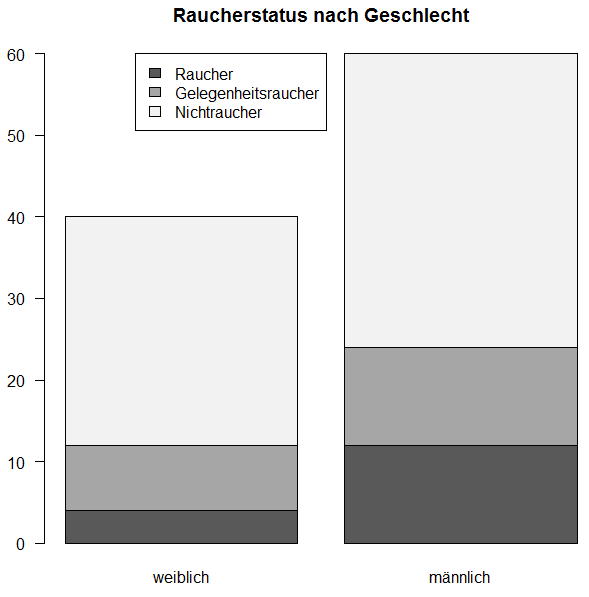 Raucherstatus nach Geschlecht
60
50
40
30
20
10
0
Raucher
Gelegenheitsraucher
Nichtraucher
weiblich
männlich